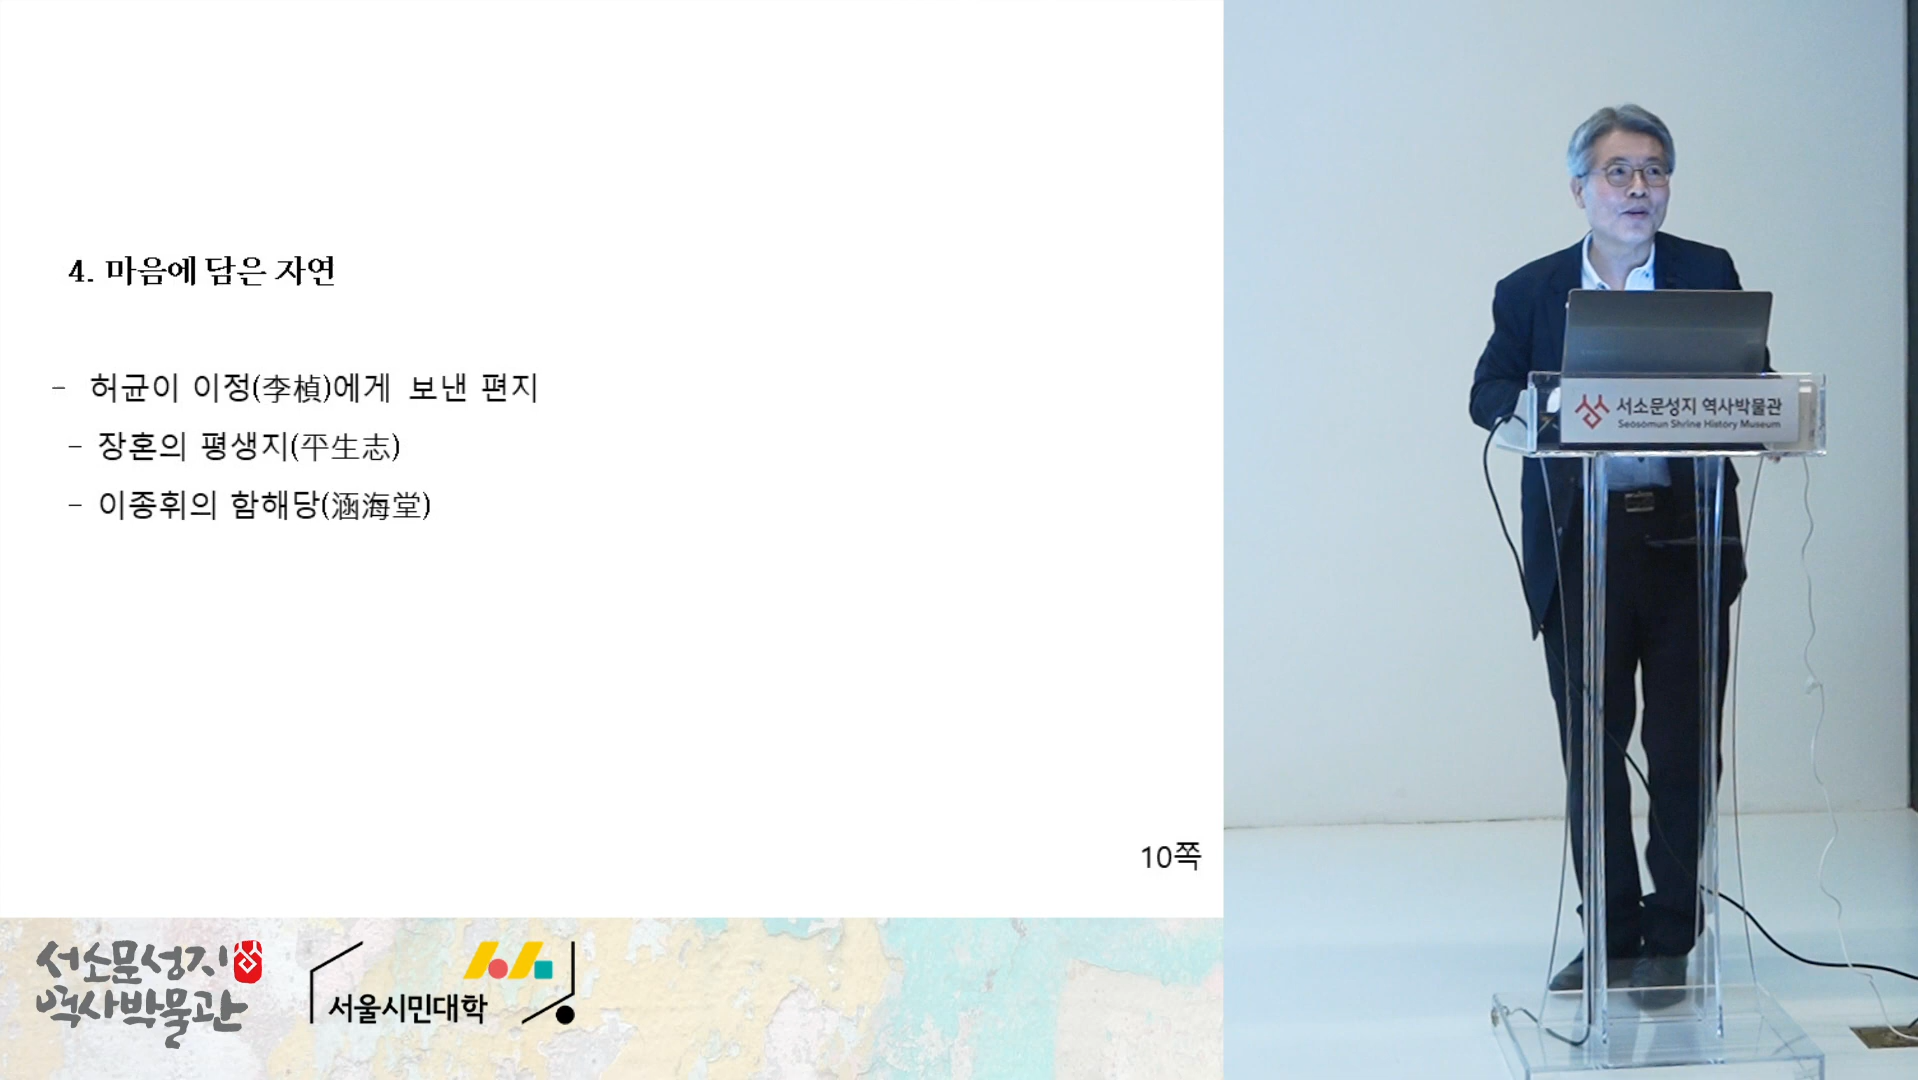 4. 마음에 담은 자연
- 허균이 이정(李楨)에게 보낸 편지
- 장혼의 평생지(平生志)
- 이종휘의 함해당(涵海堂)
10쪽
서소문성지 역사박물관
Seosomun Shrine History Museum
서소문성지
역사박물관
서울시민대학